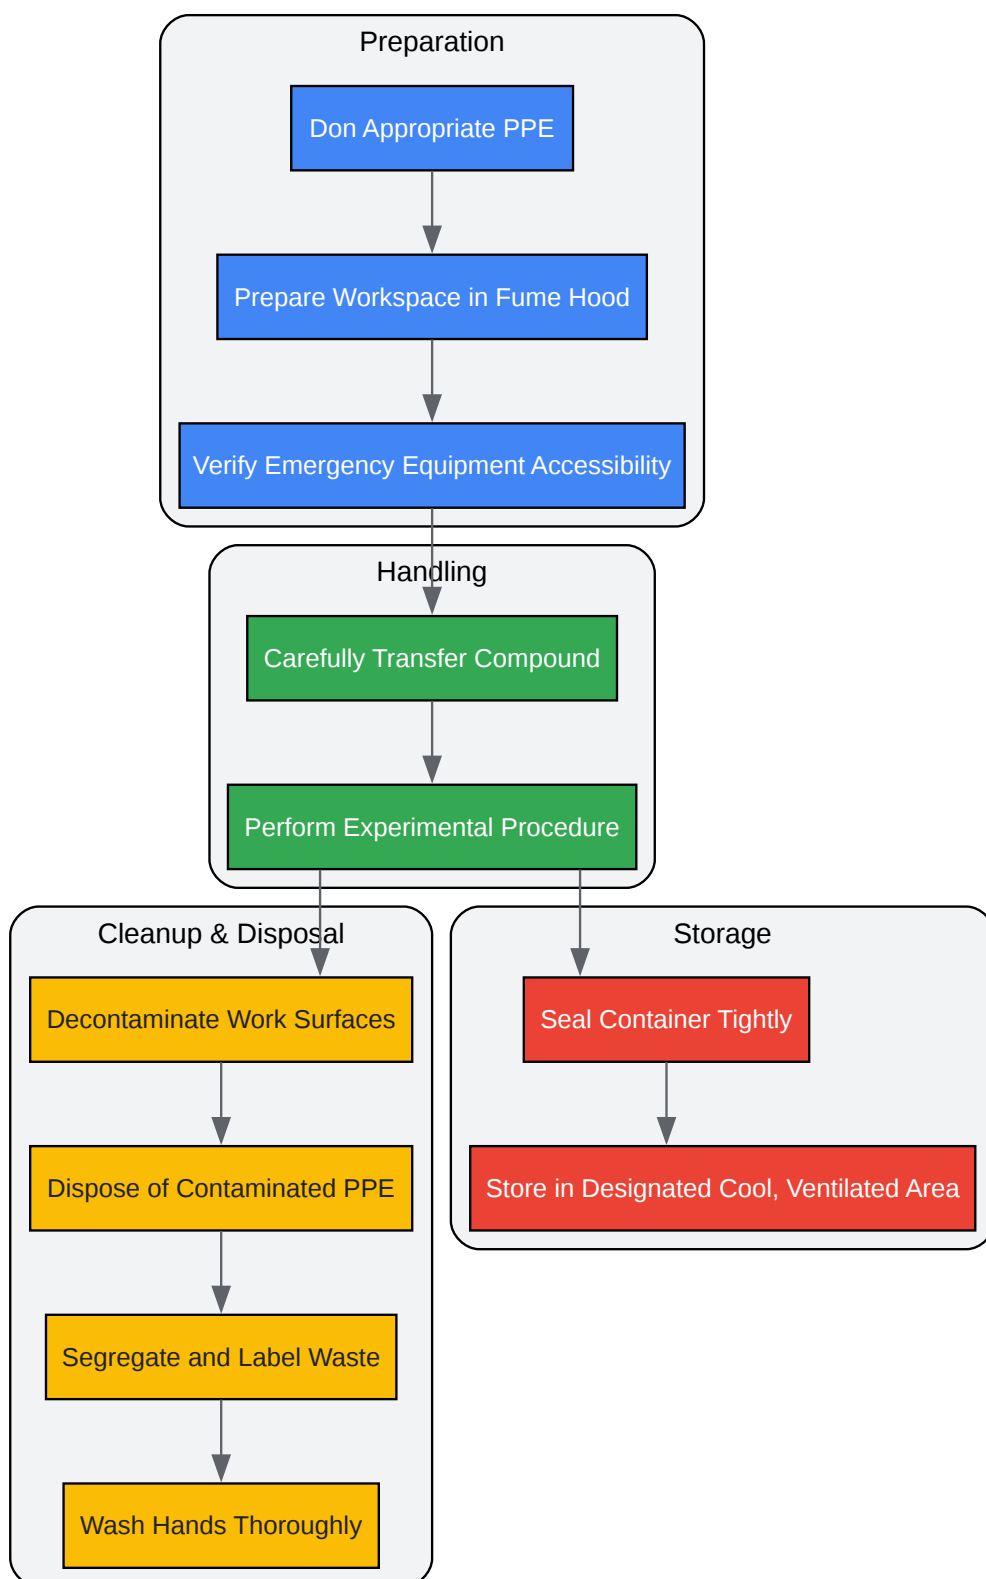 Preparation
Don Appropriate PPE
Prepare Workspace in Fume Hood
Verify Emergency Equipment Accessibility
Handling
Carefully Transfer Compound
Perform Experimental Procedure
Cleanup & Disposal
Decontaminate Work Surfaces
Dispose of Contaminated PPE
Segregate and Label Waste
Wash Hands Thoroughly
Storage
Seal Container Tightly
Store in Designated Cool, Ventilated Area